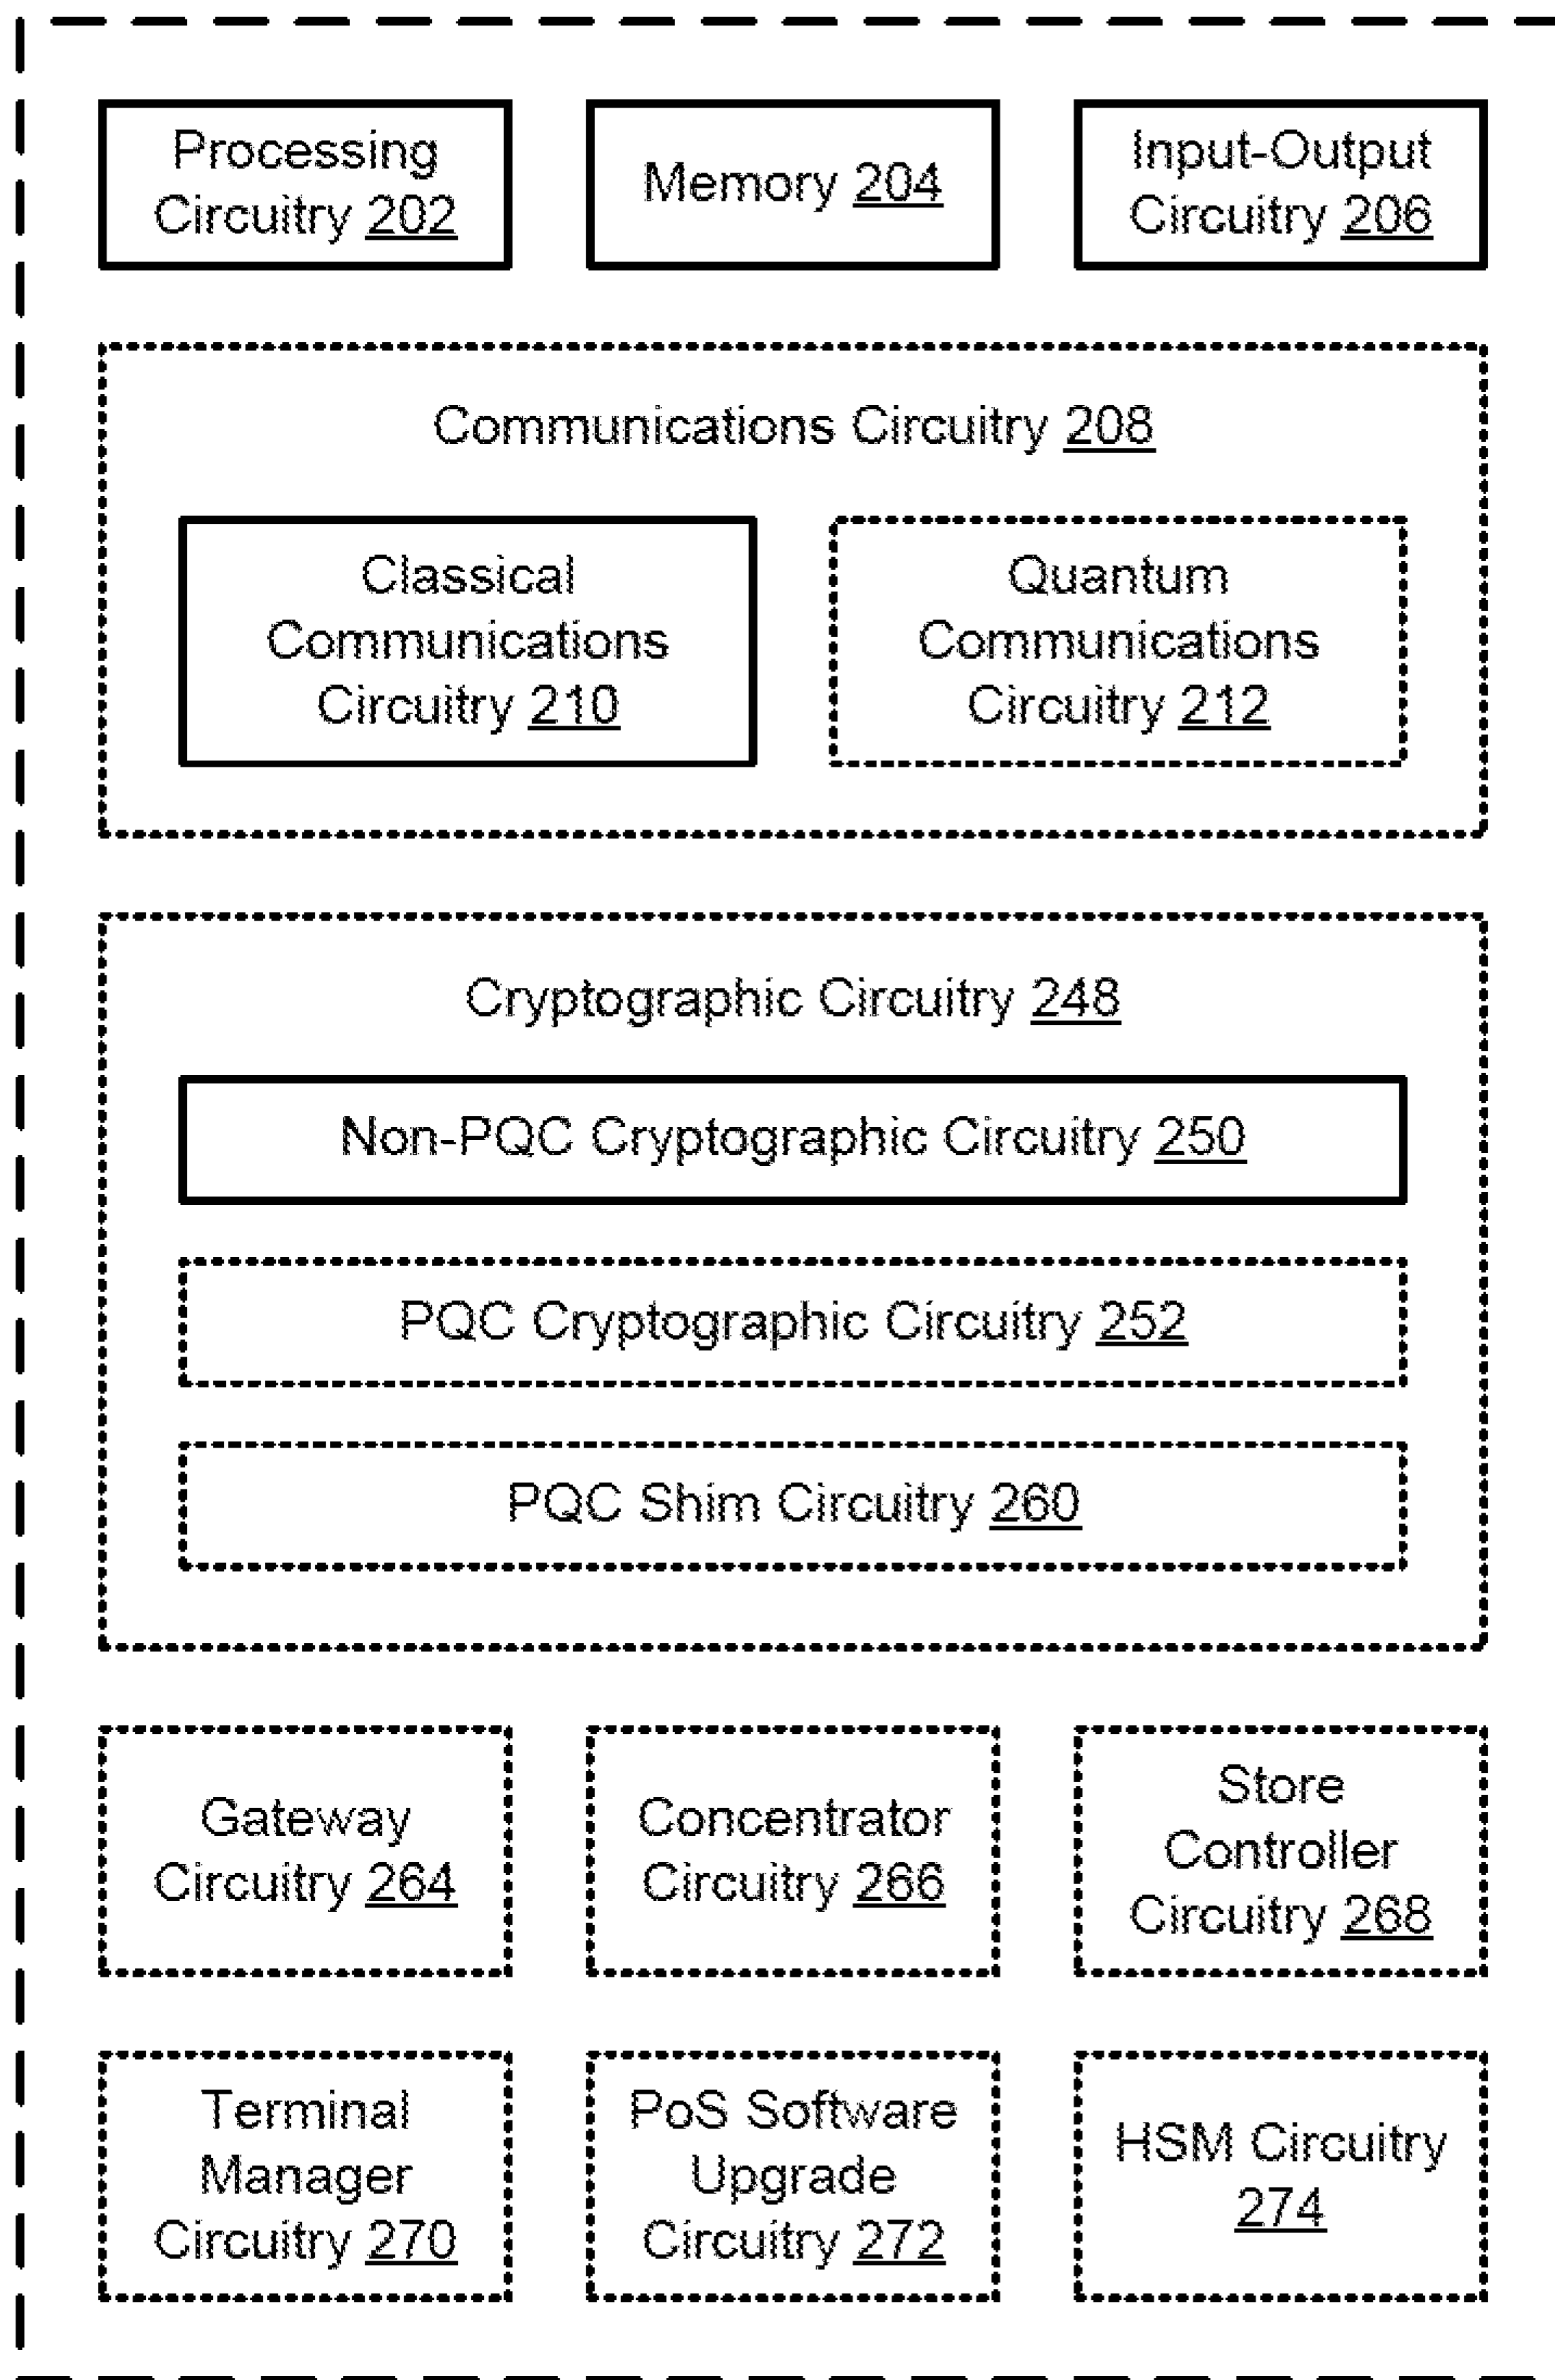 Processing
Circuitry 202
Memory 204
Input-Output
Circuitry 206
Communications Circuitry 208
Classical
Communications
Circuitry 210
Quantum
Communications
Circuitry 212
Cryptographic Circuitry 248
Non-PQC Cryptographic Circuitry 250
PQC Cryptographic Circuitry 252
PQC Shim Circuitry 260
Gateway
Circuitry 264
Concentrator
Circuitry 266
Store
Controller
Circuitry 268
Terminal
Manager
Circuitry 270
PoS Software
Upgrade
Circuitry 272
HSM Circuitry
274